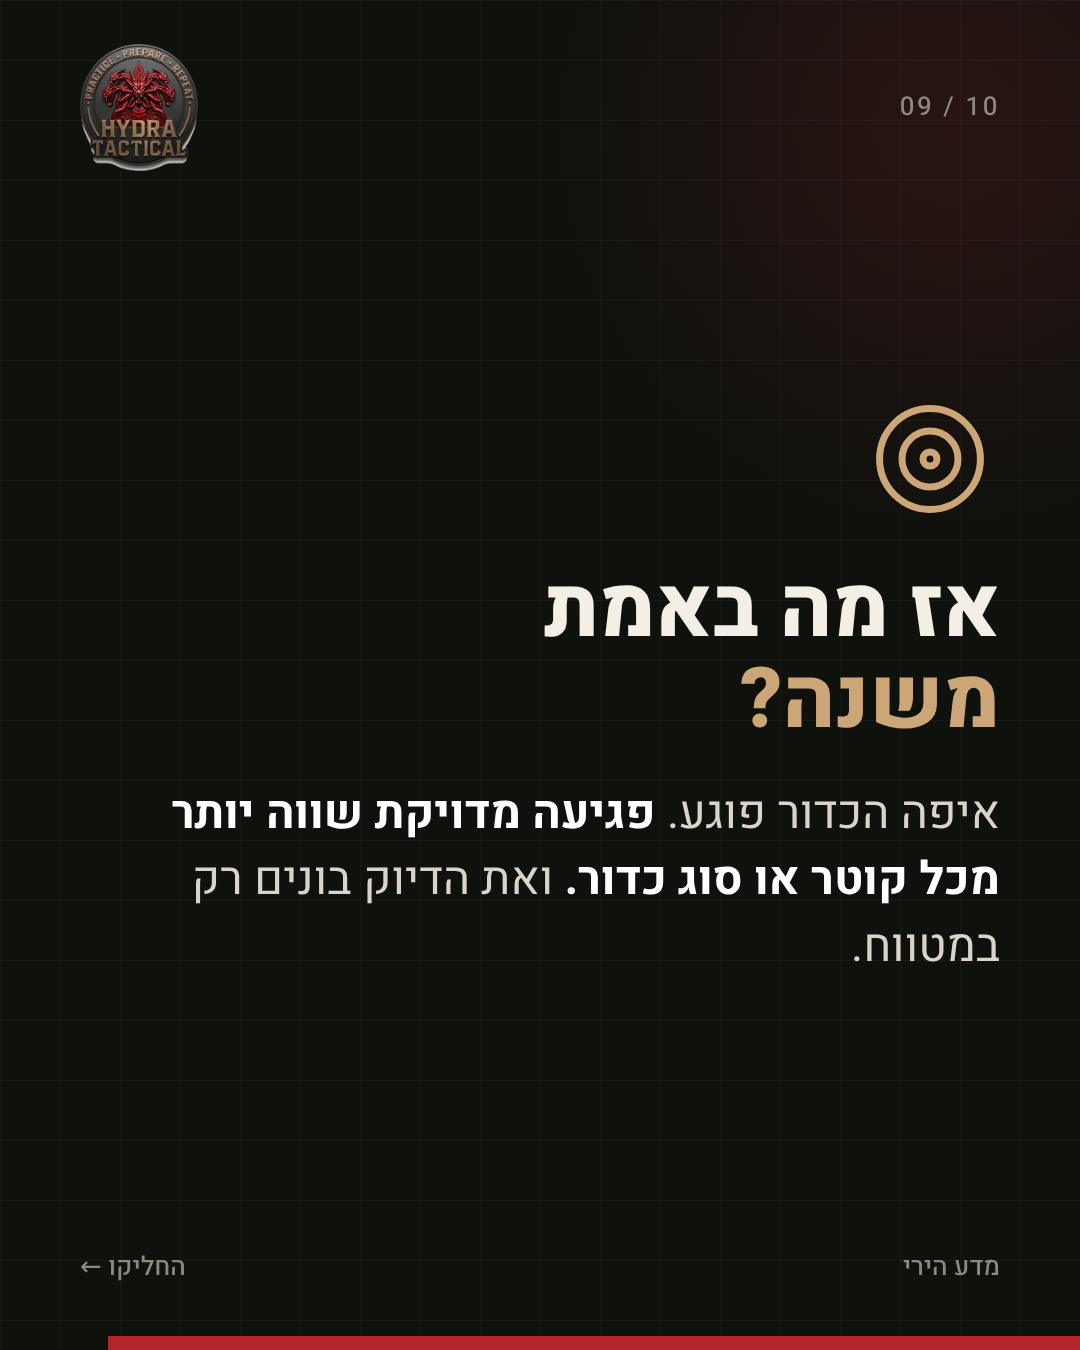 PRACTICE · PREPARE · REPEAT
HYDRA
TACTICAL
09 / 10
אז מה באמת
משנה?
איפה הכדור פוגע. פגיעה מדויקת שווה יותר
מכל קוטר או סוג כדור. ואת הדיוק בונים רק
במטווח.
מדע הירי
החליקו ←